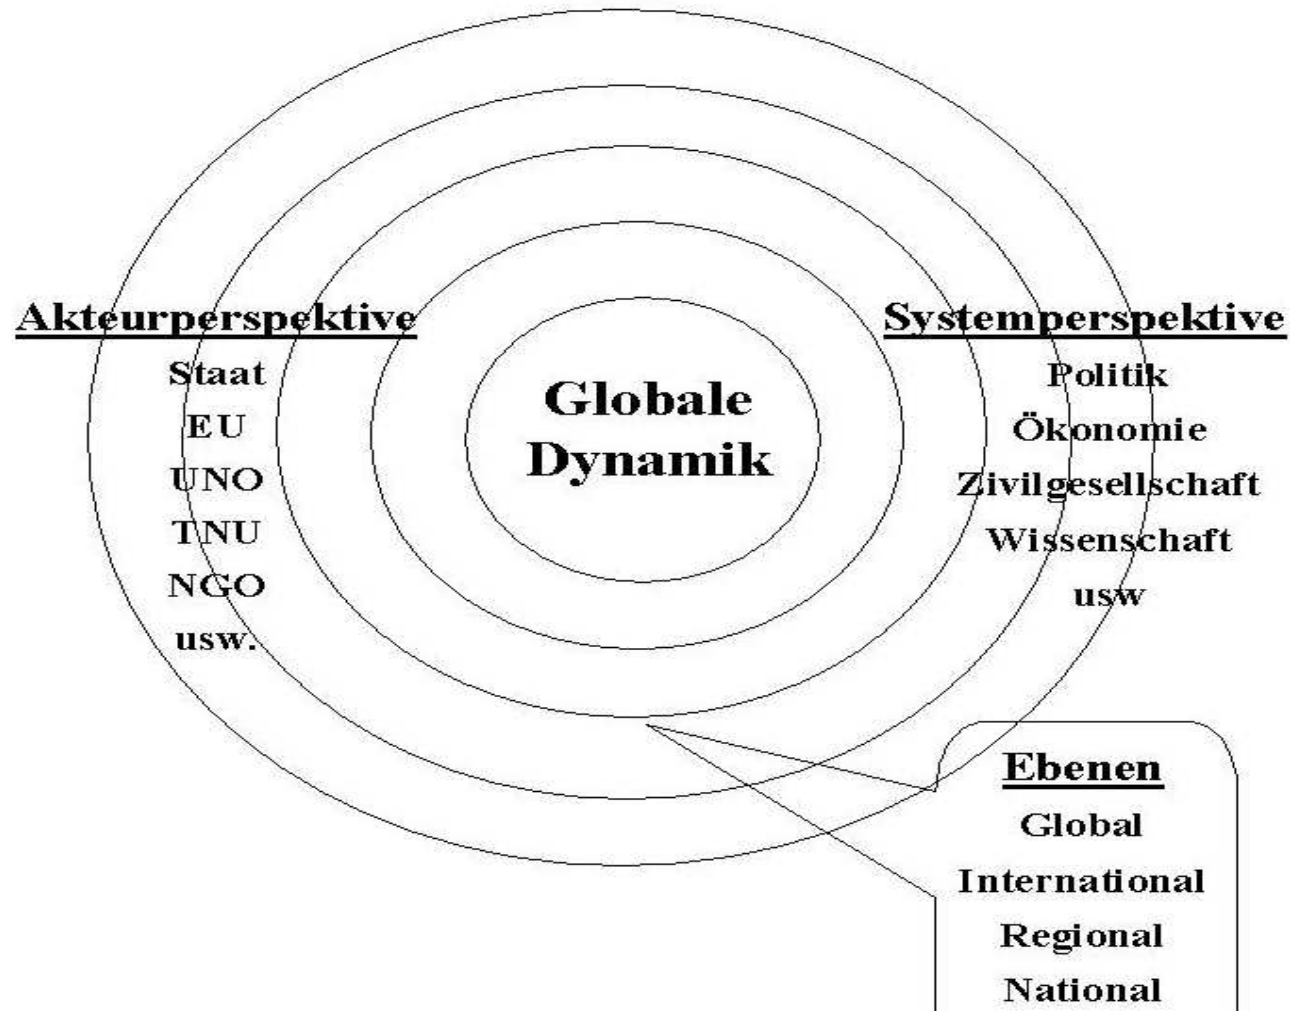 Akteurperspektive
Staat
EU
UNO
TNU
NGO
usw.
Globale
Dynamik
Systemperspektive
Politik
Ökonomie
Zivilgesellschaft
Wissenschaft
usw
Ebenen
Global
International
Regional
National